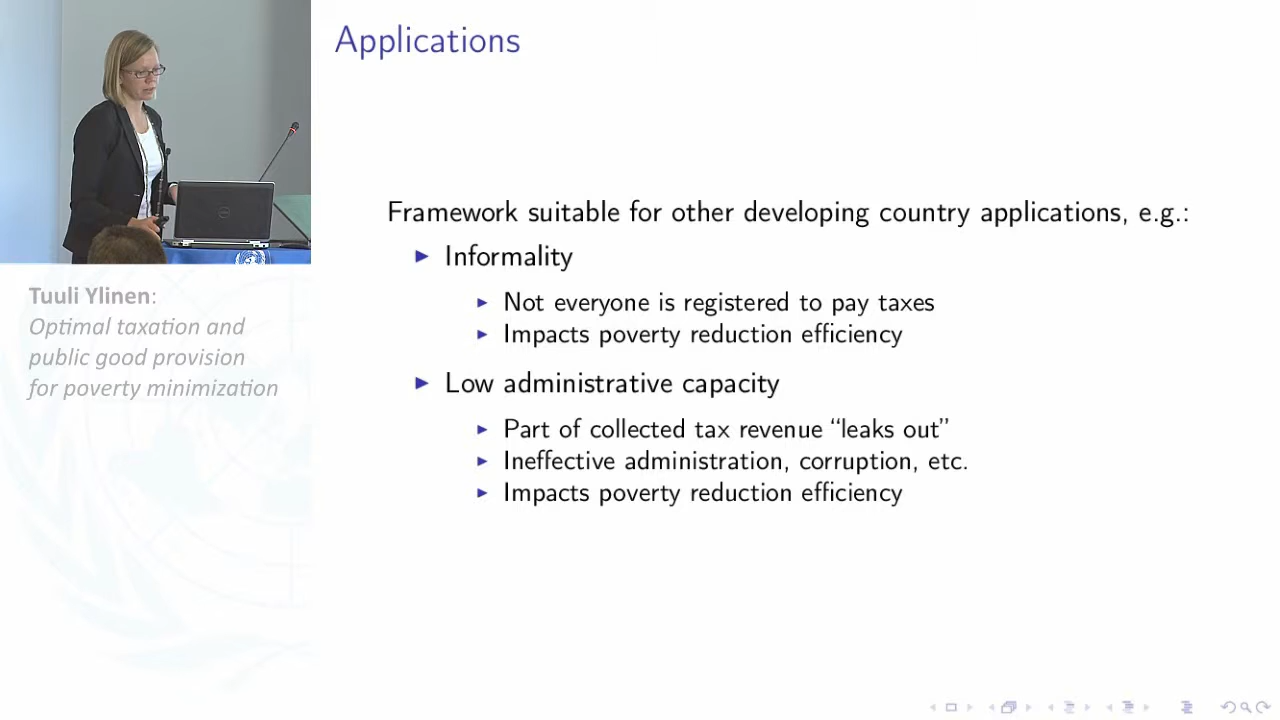 Applications
Framework suitable for other developing country applications, e.g.:
Informality
Not everyone is registered to pay taxes
Impacts poverty reduction efficiency
Low administrative capacity
Part of collected tax revenue “leaks out”
Ineffective administration, corruption, etc.
Impacts poverty reduction efficiency
Tuuli Ylinen:
Optimal taxation and
public good provision
for poverty minimization